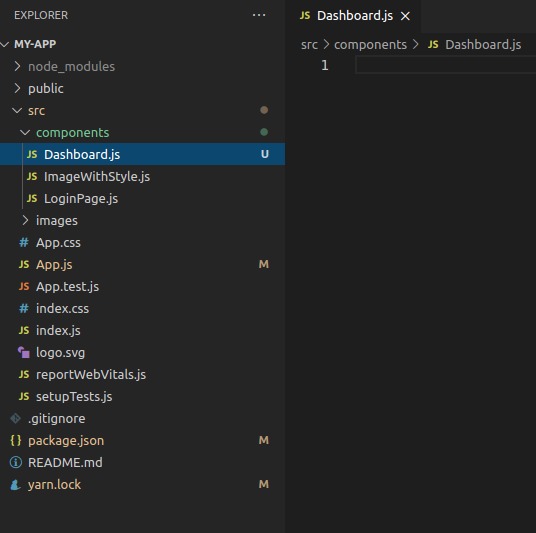 EXPLORER
MY-APP
node_modules
public
src
components
JS Dashboard.js U
JS ImageWithStyle.js
JS LoginPage.js
images
# App.css
JS App.js M
JS App.test.js
# index.css
JS index.js
logo.svg
JS reportWebVitals.js
JS setupTests.js
.gitignore
{} package.json M
README.md
yarn.lock M
JS Dashboard.js
src > components > JS Dashboard.js
1